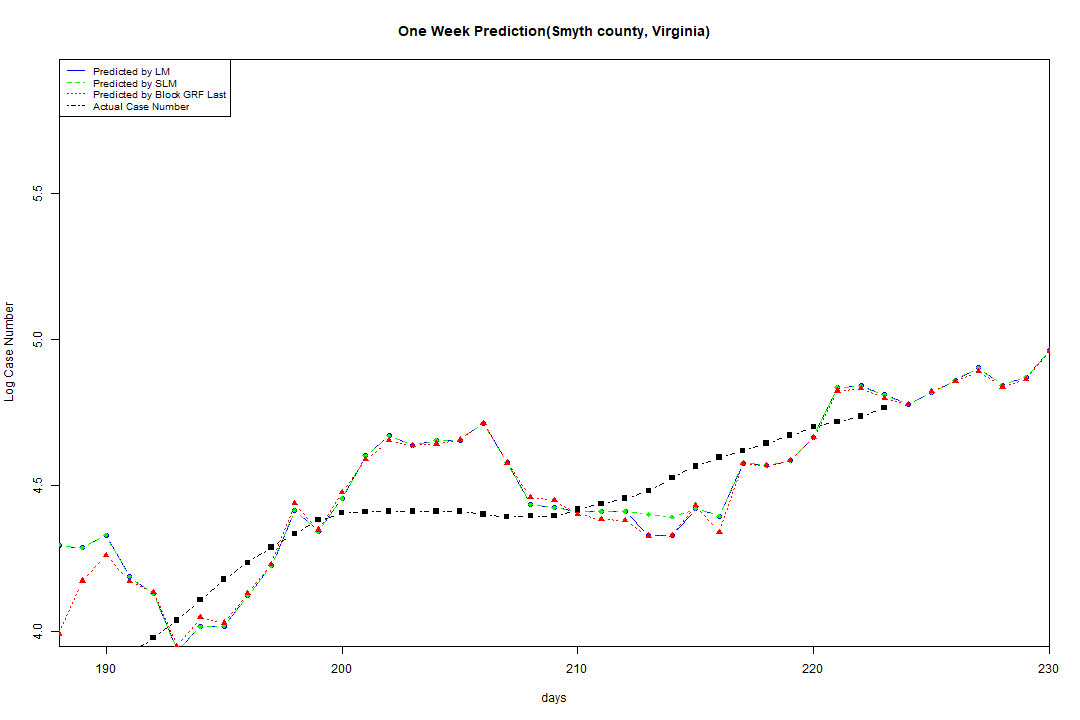 One Week Prediction(Smyth county, Virginia)
Predicted by LM
Predicted by SLM
Predicted by Block GRF Last
Actual Case Number
5.5
5.0
4.5
4.0
Log Case Number
190 200 210 220 230
days